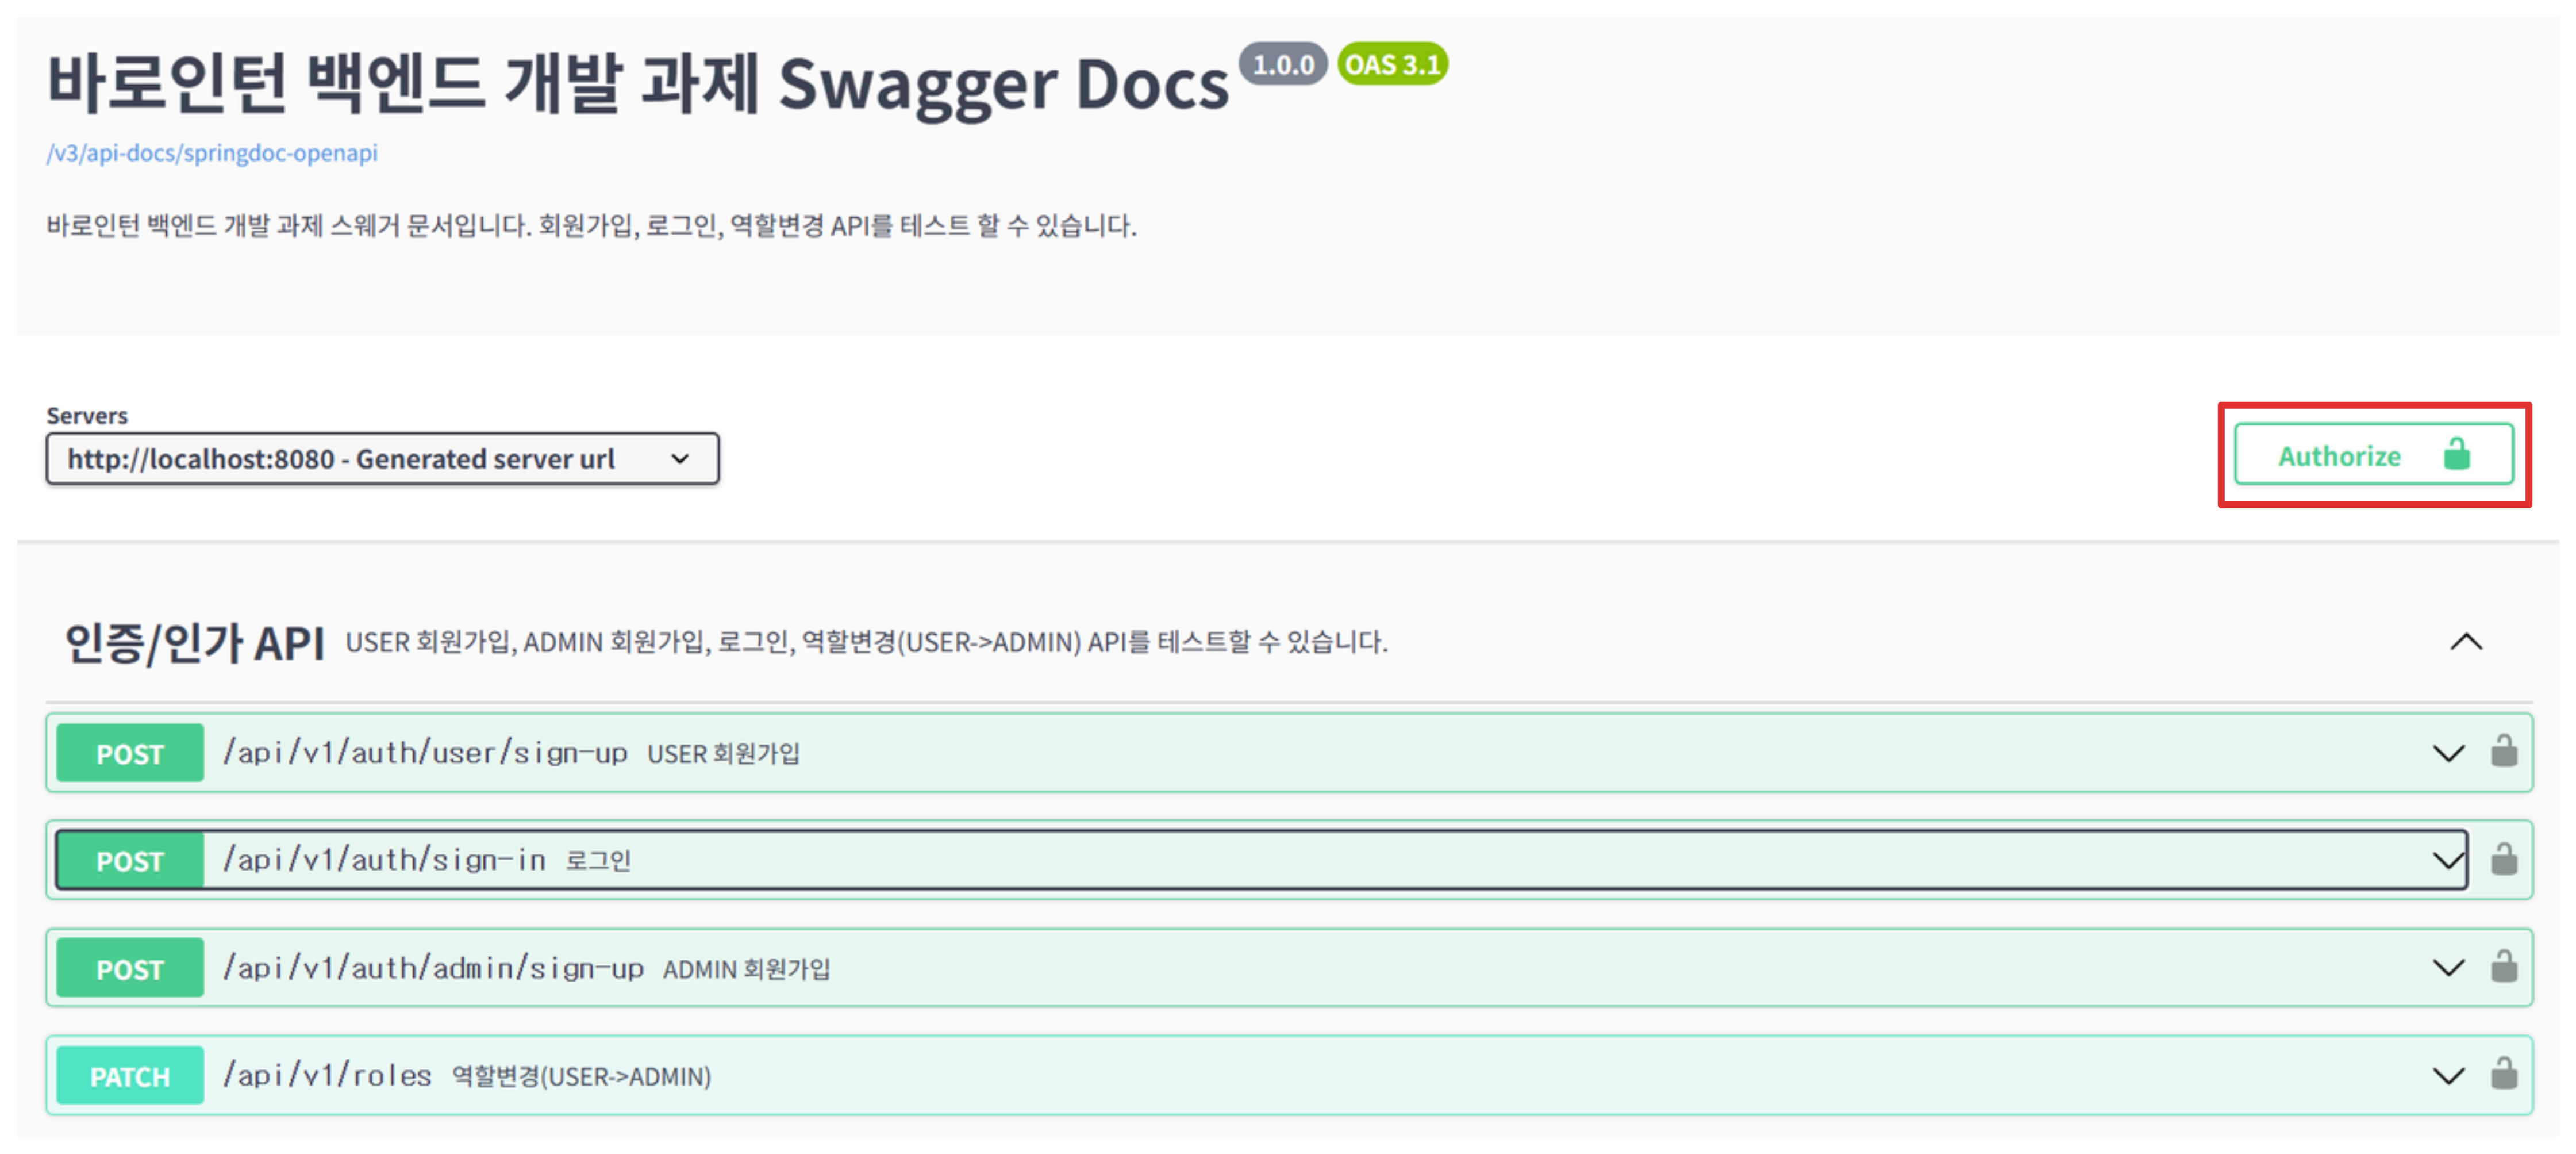 바로인턴 백엔드 개발 과제 Swagger Docs 1.0.0 OAS 3.1
/v3/api-docs/springdoc-openapi
바로인턴 백엔드 개발 과제 스웨거 문서입니다. 회원가입, 로그인, 역할변경 API를 테스트 할 수 있습니다.
Servers
http://localhost:8080 - Generated server url
Authorize
인증/인가 API USER 회원가입, ADMIN 회원가입, 로그인, 역할변경(USER->ADMIN) API를 테스트할 수 있습니다.
POST /api/v1/auth/user/sign-up USER 회원가입
POST /api/v1/auth/sign-in 로그인
POST /api/v1/auth/admin/sign-up ADMIN 회원가입
PATCH /api/v1/roles 역할변경(USER->ADMIN)